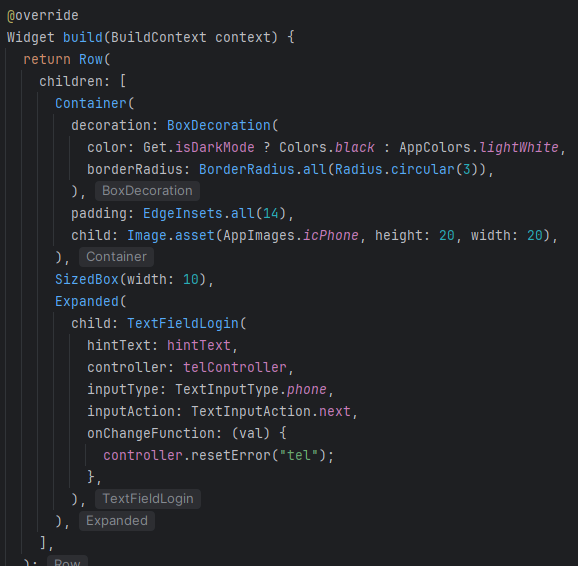 @override
Widget build(BuildContext context) {
  return Row(
    children: [
      Container(
        decoration: BoxDecoration(
          color: Get.isDarkMode ? Colors.black : AppColors.lightWhite,
          borderRadius: BorderRadius.all(Radius.circular(3)),
        ), BoxDecoration
        padding: EdgeInsets.all(14),
        child: Image.asset(AppImages.icPhone, height: 20, width: 20),
      ), Container
      SizedBox(width: 10),
      Expanded(
        child: TextFieldLogin(
          hintText: hintText,
          controller: telController,
          inputType: TextInputType.phone,
          inputAction: TextInputAction.next,
          onChangeFunction: (val) {
            controller.resetError("tel");
          },
        ), TextFieldLogin
      ), Expanded
    ],
  ); Row